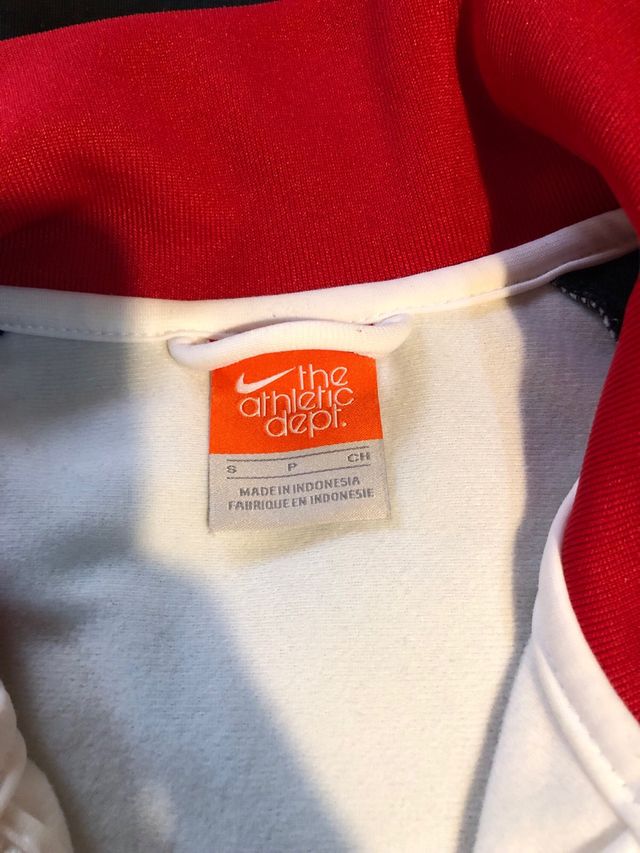 the
athletic
dept.
S P CH
MADE IN INDONESIA
FABRIQUE EN INDONESIE